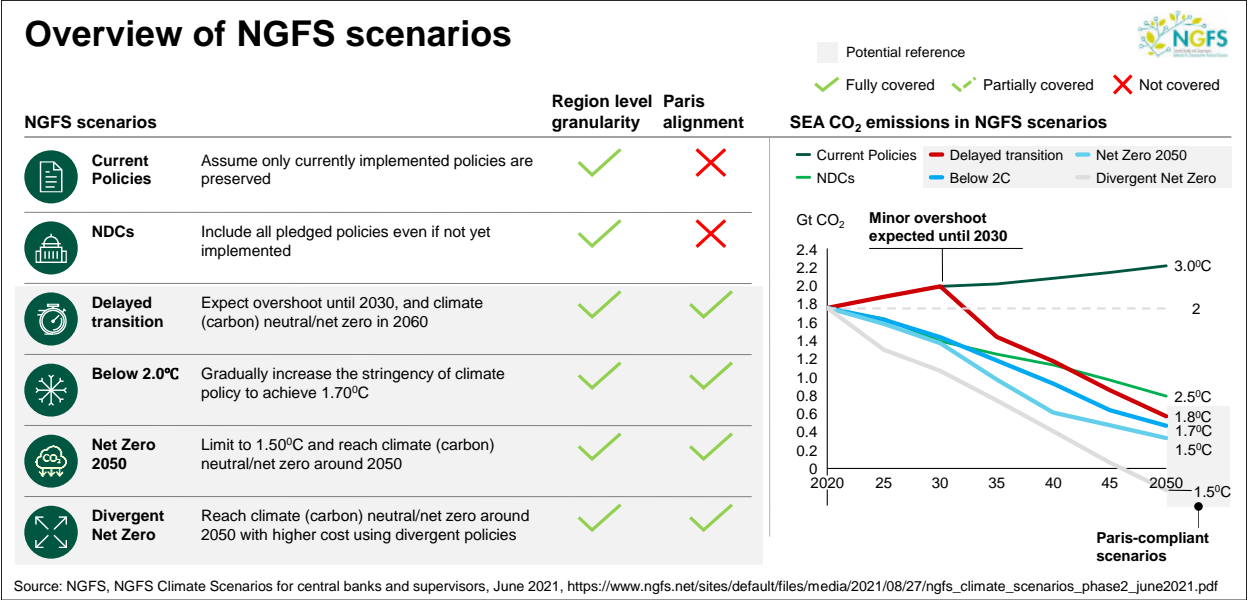 Overview of NGFS scenarios
NGFS
Potential reference
Fully covered
Partially covered
Not covered
NGFS scenarios
Region level granularity
Paris alignment
Current Policies
Assume only currently implemented policies are
preserved
NDCs
Include all pledged policies even if not yet
implemented
Delayed transition
Expect overshoot until 2030, and climate
(carbon) neutral/net zero in 2060
Below 2.0℃
Gradually increase the stringency of climate
policy to achieve 1.70⁰C
CO₂
Net Zero 2050
Limit to 1.50⁰C and reach climate (carbon)
neutral/net zero around 2050
Divergent Net Zero
Reach climate (carbon) neutral/net zero around
2050 with higher cost using divergent policies
SEA CO₂ emissions in NGFS scenarios
Current Policies
Delayed transition
Net Zero 2050
NDCs
Below 2C
Divergent Net Zero
Gt CO₂
Minor overshoot
expected until 2030
2.4
2.2
2.0
1.8
1.6
1.4
1.2
1.0
0.8
0.6
0.4
0.2
0
2020 25 30 35 40 45 2050
3.0⁰C
2
2.5⁰C
1.8⁰C
1.7⁰C
1.5⁰C
1.5⁰C
Paris-compliant
scenarios
Source: NGFS, NGFS Climate Scenarios for central banks and supervisors, June 2021, https://www.ngfs.net/sites/default/files/media/2021/08/27/ngfs_climate_scenarios_phase2_june2021.pdf